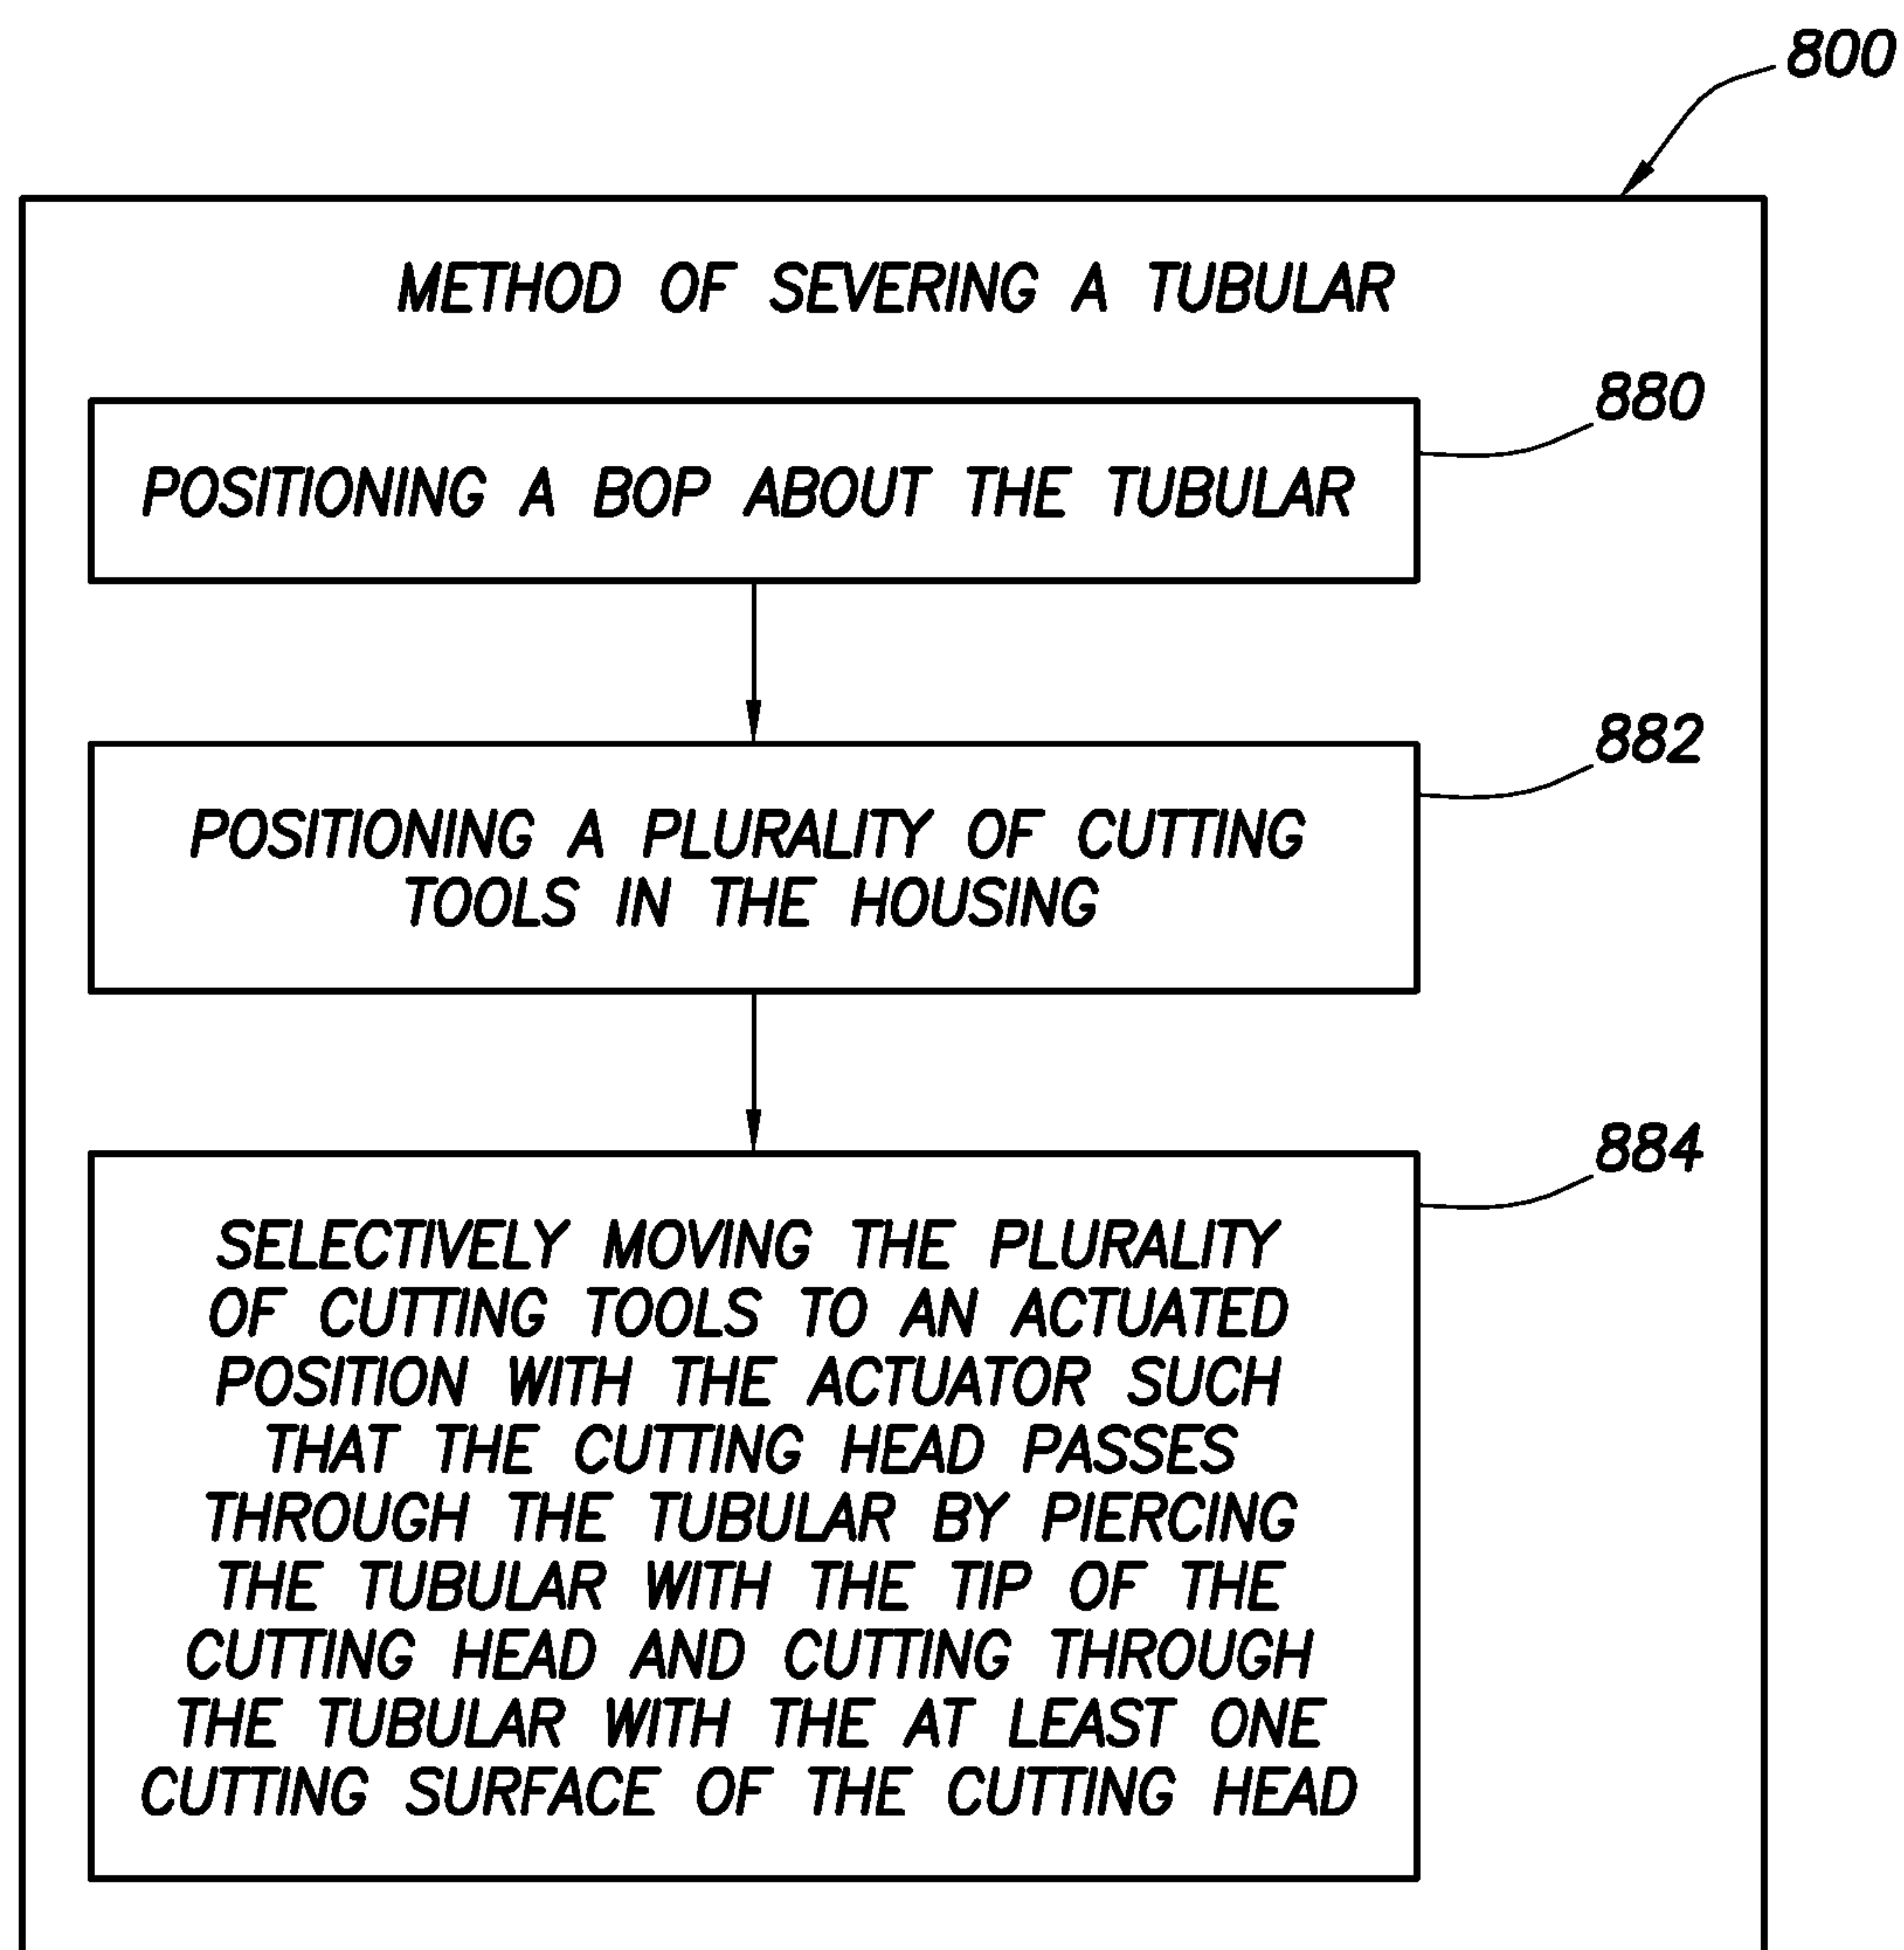 800
METHOD OF SEVERING A TUBULAR
880
POSITIONING A BOP ABOUT THE TUBULAR
882
POSITIONING A PLURALITY OF CUTTING
TOOLS IN THE HOUSING
884
SELECTIVELY MOVING THE PLURALITY
OF CUTTING TOOLS TO AN ACTUATED
POSITION WITH THE ACTUATOR SUCH
THAT THE CUTTING HEAD PASSES
THROUGH THE TUBULAR BY PIERCING
THE TUBULAR WITH THE TIP OF THE
CUTTING HEAD AND CUTTING THROUGH
THE TUBULAR WITH THE AT LEAST ONE
CUTTING SURFACE OF THE CUTTING HEAD